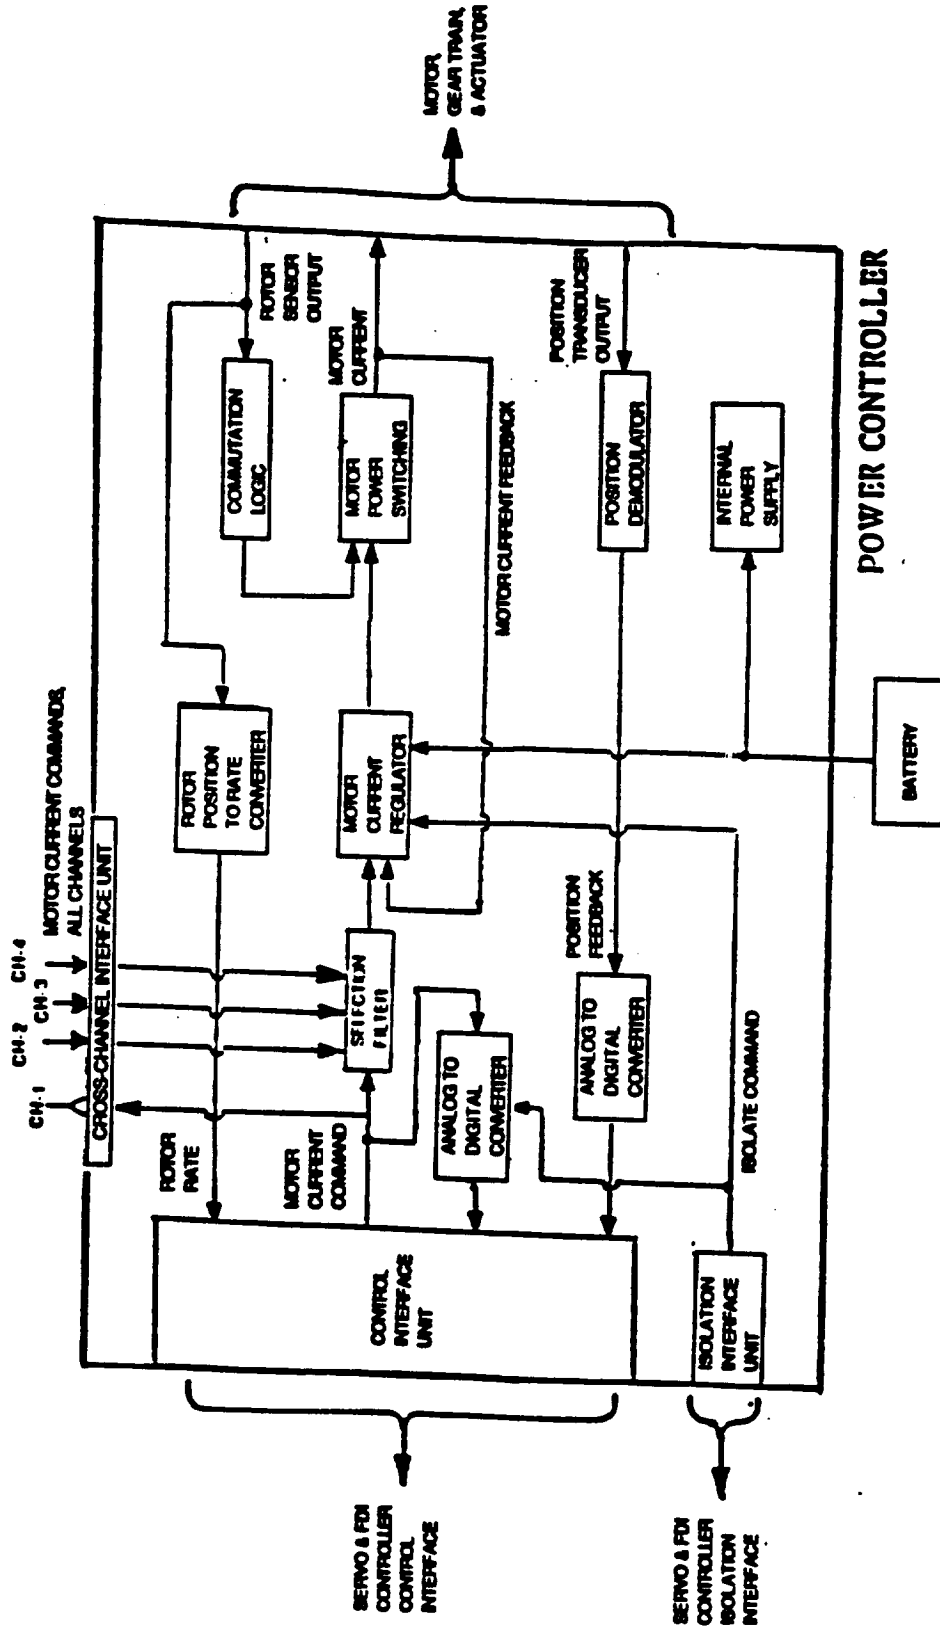 CH-1
CH-2
CH-3
CH-4
MOTOR CURRENT COMMANDS,
ALL CHANNELS
CROSS-CHANNEL INTERFACE UNIT
ROTOR
RATE
ROTOR
POSITION
TO RATE
CONVERTER
COMMUTATION
LOGIC
ROTOR
SENSOR
OUTPUT
MOTOR
CURRENT
COMMAND
SELECTION
FILTER
MOTOR
CURRENT
REGULATOR
MOTOR
POWER
SWITCHING
MOTOR
CURRENT
MOTOR,
GEAR TRAIN,
& ACTUATOR
SERVO & FDI
CONTROLLER
CONTROL
INTERFACE
CONTROL
INTERFACE
UNIT
ANALOG TO
DIGITAL
CONVERTER
MOTOR CURRENT FEEDBACK
ANALOG TO
DIGITAL
CONVERTER
POSITION
FEEDBACK
POSITION
DEMODULATOR
POSITION
TRANSDUCER
OUTPUT
SERVO & FDI
CONTROLLER
ISOLATION
INTERFACE
ISOLATION
INTERFACE
UNIT
ISOLATE COMMAND
INTERNAL
POWER
SUPPLY
BATTERY
POWER CONTROLLER